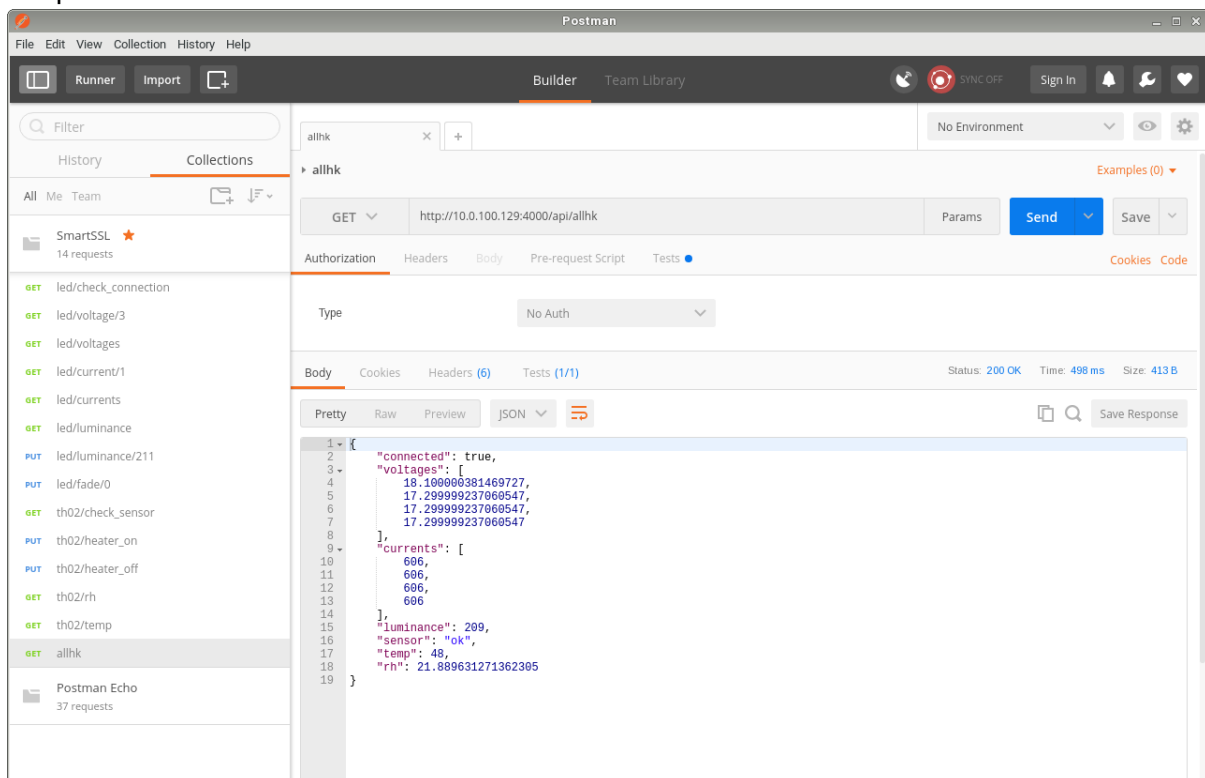 Postman
File Edit View Collection History Help
Runner Import Builder Team Library SYNC OFF Sign In
Filter
History Collections
All Me Team
SmartSSL
14 requests
GET led/check_connection
GET led/voltage/3
GET led/voltages
GET led/current/1
GET led/currents
GET led/luminance
PUT led/luminance/211
PUT led/fade/0
GET th02/check_sensor
PUT th02/heater_on
PUT th02/heater_off
GET th02/rh
GET th02/temp
GET allhk
Postman Echo
37 requests
allhk
No Environment
allhk Examples (0)
GET http://10.0.100.129:4000/api/allhk Params Send Save
Authorization Headers Body Pre-request Script Tests Cookies Code
Type No Auth
Body Cookies Headers (6) Tests (1/1) Status: 200 OK Time: 498 ms Size: 413 B
Pretty Raw Preview JSON Save Response
1 {
2 "connected": true,
3 "voltages": [
4 18.100000381469727,
5 17.299999237060547,
6 17.299999237060547,
7 17.299999237060547
8 ],
9 "currents": [
10 606,
11 606,
12 606,
13 606
14 ],
15 "luminance": 209,
16 "sensor": "ok",
17 "temp": 48,
18 "rh": 21.889631271362305
19 }